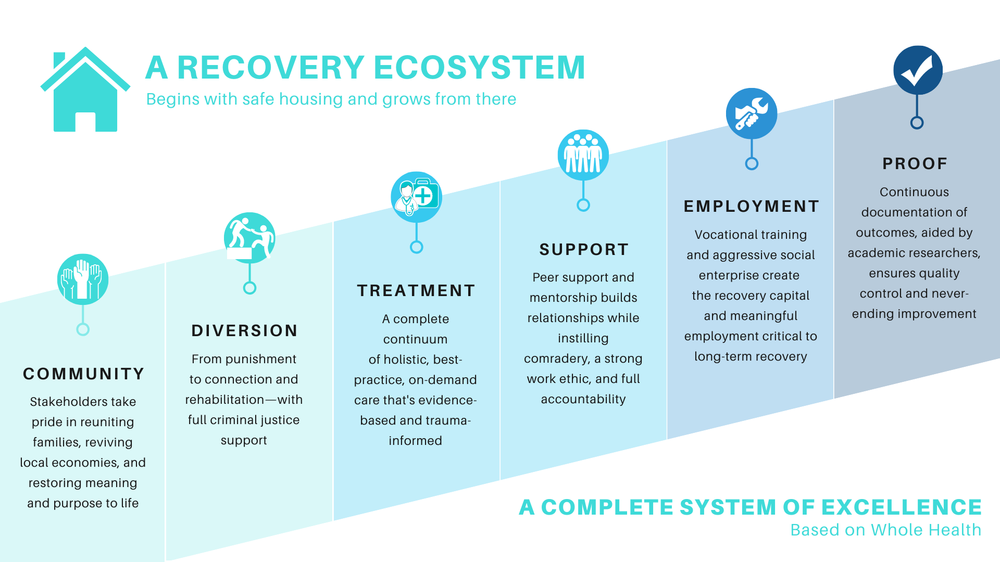 A RECOVERY ECOSYSTEM
Begins with safe housing and grows from there
COMMUNITY
Stakeholders take
pride in reuniting
families, reviving
local economies, and
restoring meaning
and purpose to life
DIVERSION
From punishment
to connection and
rehabilitation—with
full criminal justice
support
TREATMENT
A complete
continuum
of holistic, best-
practice, on-demand
care that's evidence-
based and trauma-
informed
SUPPORT
Peer support and
mentorship builds
relationships while
instilling
comradery, a strong
work ethic, and full
accountability
EMPLOYMENT
Vocational training
and aggressive social
enterprise create
the recovery capital
and meaningful
employment critical to
long-term recovery
PROOF
Continuous
documentation of
outcomes, aided by
academic researchers,
ensures quality
control and never-
ending improvement
A COMPLETE SYSTEM OF EXCELLENCE
Based on Whole Health